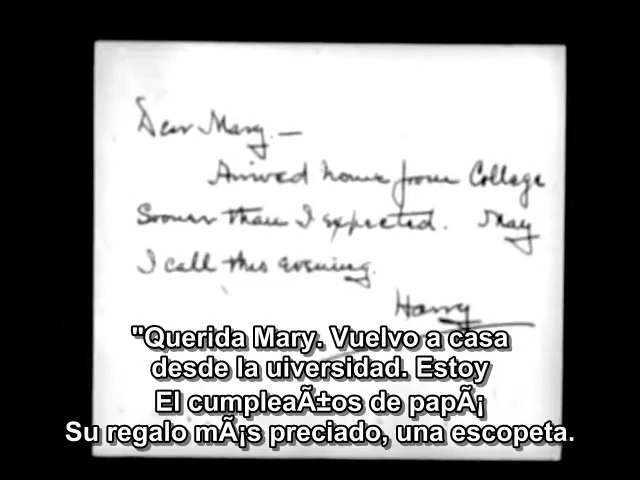 Dear Mary. —
Arrived home from College
Sooner than I expected. May
I call this evening.
Harry
"Querida Mary. Vuelvo a casa
desde la uiversidad. Estoy
El cumpleaÃ±os de papÃ¡
Su regalo mÃ¡s preciado, una escopeta.